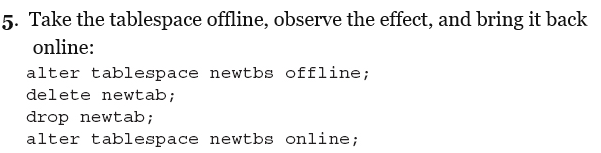 5. Take the tablespace offline, observe the effect, and bring it back
online:
alter tablespace newtbs offline;
delete newtab;
drop newtab;
alter tablespace newtbs online;